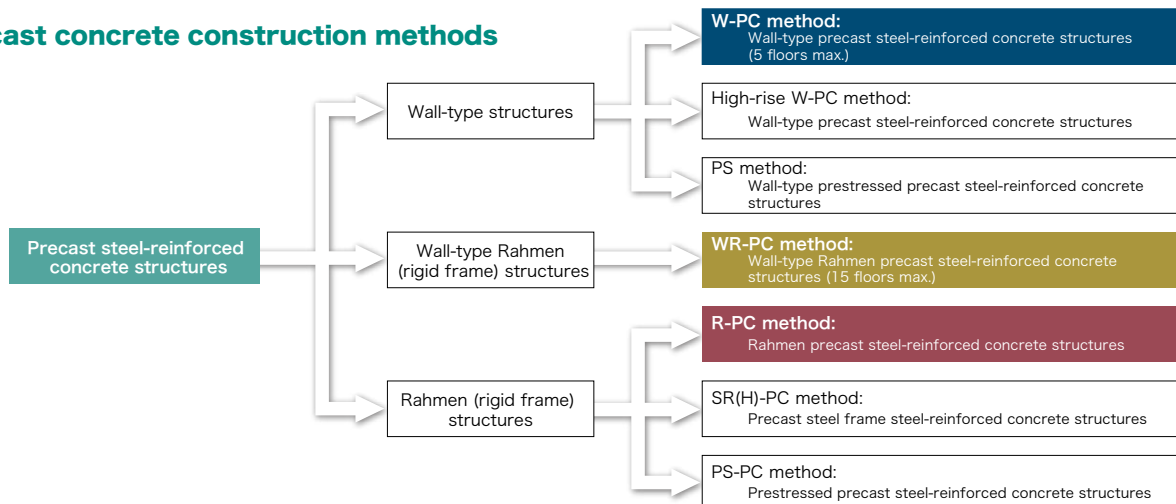 cast concrete construction methods
W-PC method:
Wall-type precast steel-reinforced concrete structures
(5 floors max.)
Wall-type structures
High-rise W-PC method:
Wall-type precast steel-reinforced concrete structures
PS method:
Wall-type prestressed precast steel-reinforced concrete
structures
Precast steel-reinforced
concrete structures
Wall-type Rahmen
(rigid frame) structures
WR-PC method:
Wall-type Rahmen precast steel-reinforced concrete
structures (15 floors max.)
R-PC method:
Rahmen precast steel-reinforced concrete structures
Rahmen (rigid frame)
structures
SR(H)-PC method:
Precast steel frame steel-reinforced concrete structures
PS-PC method:
Prestressed precast steel-reinforced concrete structures